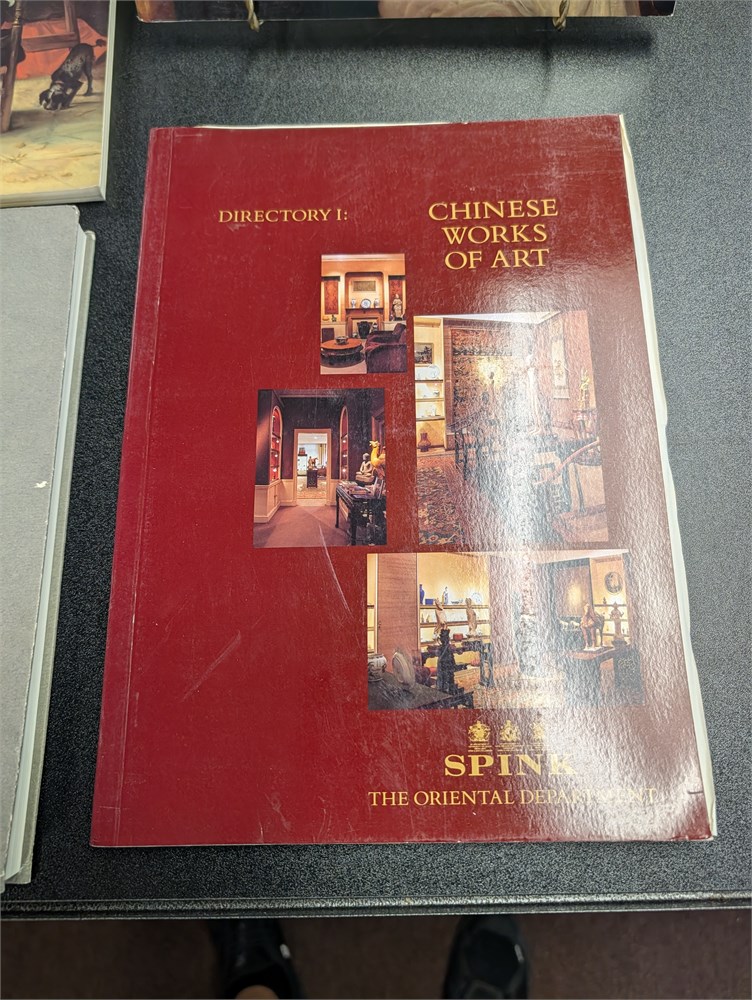 DIRECTORY I:
CHINESE
WORKS
OF ART
SPINK
THE ORIENTAL DEPARTMENT